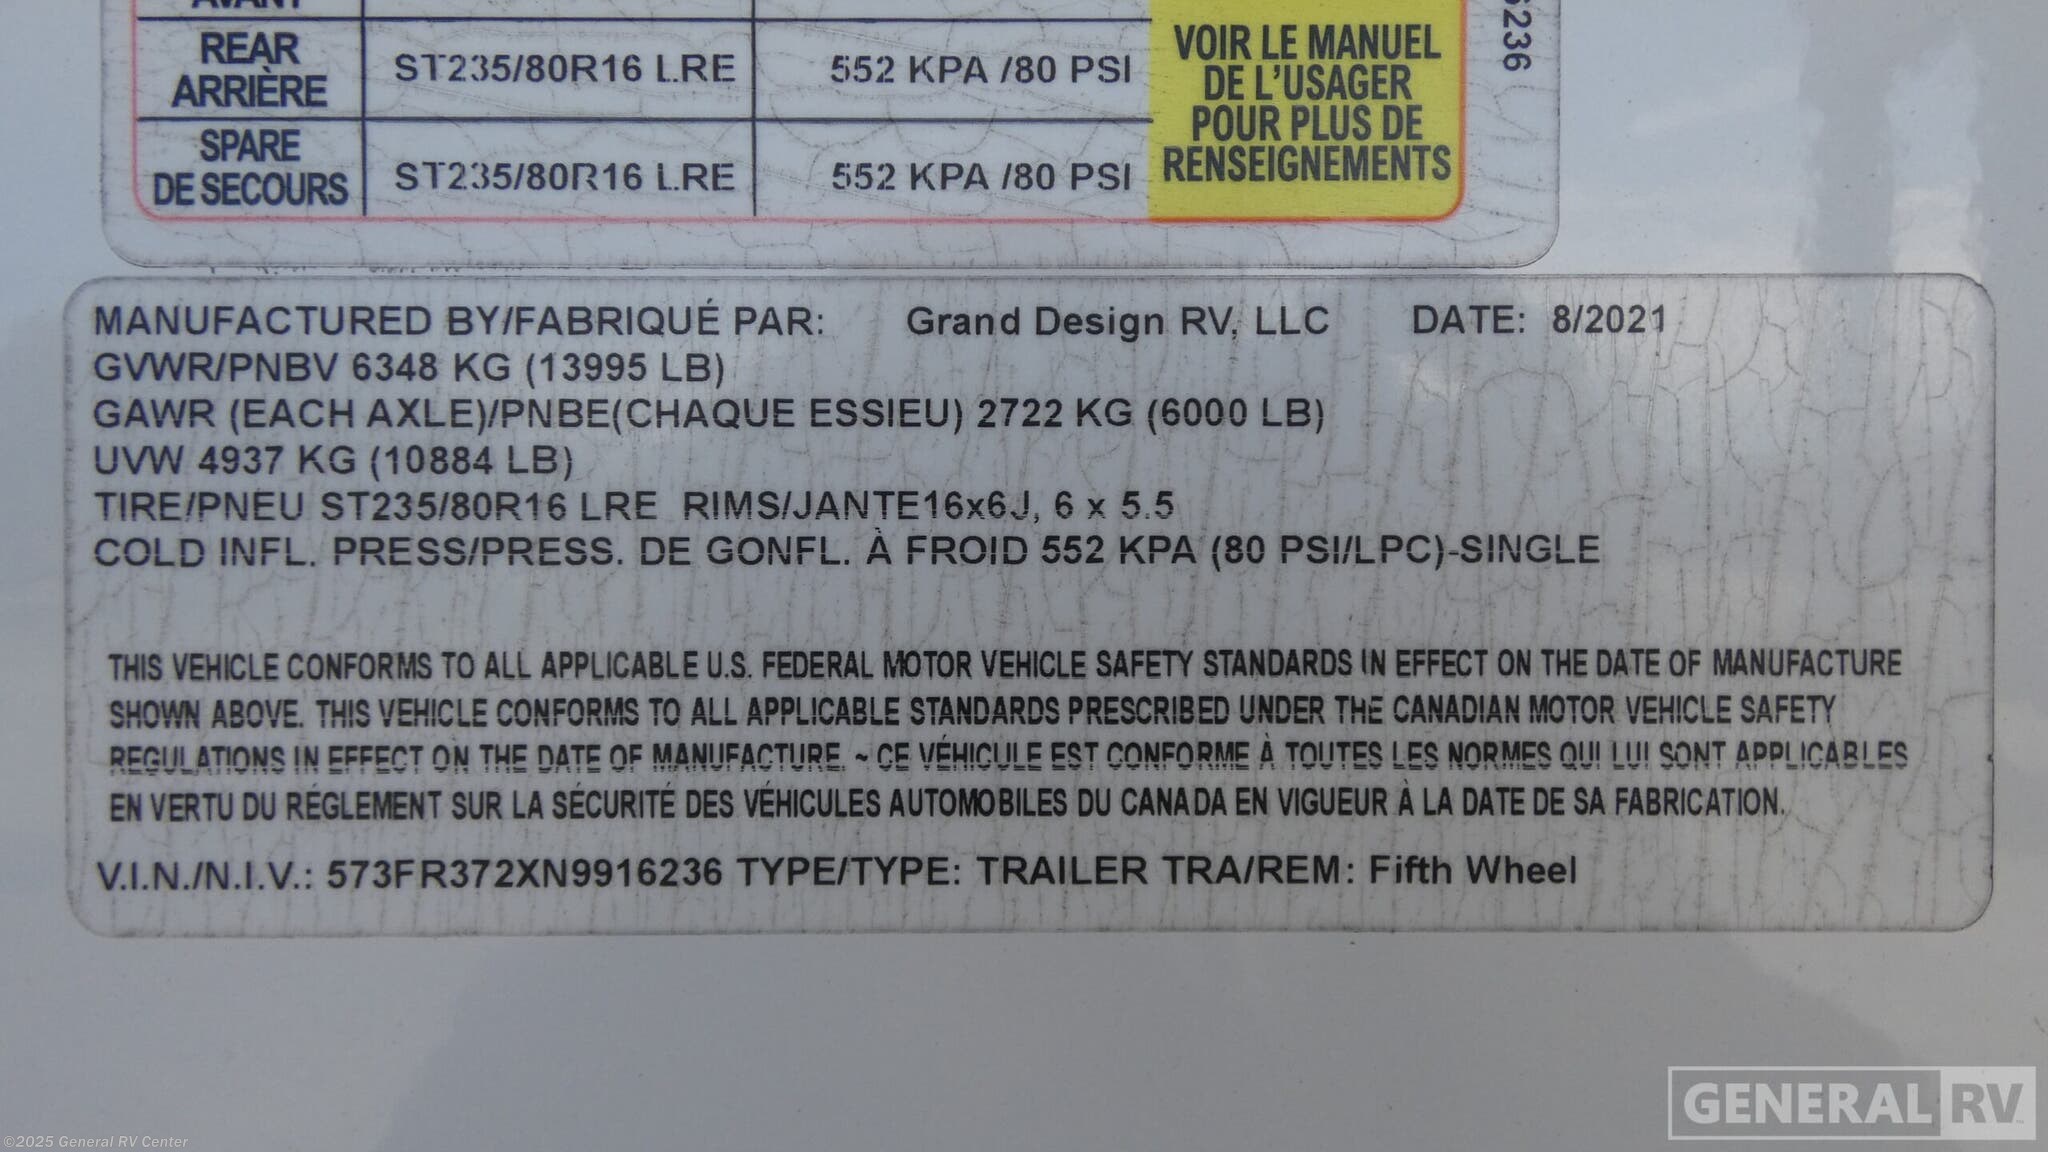 REAR
ARRIÈRE
ST235/80R16 LRE
552 KPA /80 PSI
SPARE
DE SECOURS
ST235/80R16 LRE
552 KPA /80 PSI
VOIR LE MANUEL
DE L'USAGER
POUR PLUS DE
RENSEIGNEMENTS
6236
MANUFACTURED BY/FABRIQUÉ PAR: Grand Design RV, LLC DATE: 8/2021
GVWR/PNBV 6348 KG (13995 LB)
GAWR (EACH AXLE)/PNBE(CHAQUE ESSIEU) 2722 KG (6000 LB)
UVW 4937 KG (10884 LB)
TIRE/PNEU ST235/80R16 LRE RIMS/JANTE16x6J, 6 x 5.5
COLD INFL. PRESS/PRESS. DE GONFL. À FROID 552 KPA (80 PSI/LPC)-SINGLE
THIS VEHICLE CONFORMS TO ALL APPLICABLE U.S. FEDERAL MOTOR VEHICLE SAFETY STANDARDS IN EFFECT ON THE DATE OF MANUFACTURE
SHOWN ABOVE. THIS VEHICLE CONFORMS TO ALL APPLICABLE STANDARDS PRESCRIBED UNDER THE CANADIAN MOTOR VEHICLE SAFETY
REGULATIONS IN EFFECT ON THE DATE OF MANUFACTURE. ~ CE VÉHICULE EST CONFORME À TOUTES LES NORMES QUI LUI SONT APPLICABLES
EN VERTU DU RÉGLEMENT SUR LA SÉCURITÉ DES VÉHICULES AUTOMOBILES DU CANADA EN VIGUEUR À LA DATE DE SA FABRICATION.
V.I.N./N.I.V.: 573FR372XN9916236 TYPE/TYPE: TRAILER TRA/REM: Fifth Wheel
GENERAL RV
©2025 General RV Center